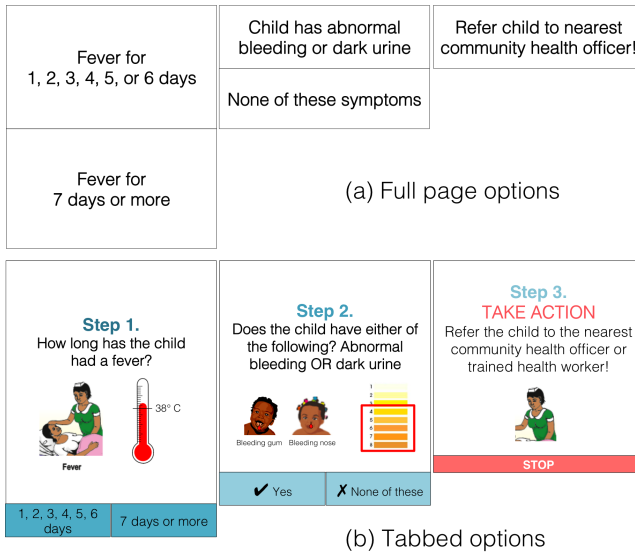 Fever for
1, 2, 3, 4, 5, or 6 days
Child has abnormal
bleeding or dark urine
Refer child to nearest
community health officer!
None of these symptoms
Fever for
7 days or more
(a) Full page options
Step 1.
How long has the child
had a fever?
38° C
Fever
1, 2, 3, 4, 5, 6
days
7 days or more
Step 2.
Does the child have either of
the following? Abnormal
bleeding OR dark urine
1
2
3
4
5
6
7
8
Bleeding gum
Bleeding nose
✔ Yes
✗ None of these
Step 3.
TAKE ACTION
Refer the child to the nearest
community health officer or
trained health worker!
STOP
(b) Tabbed options